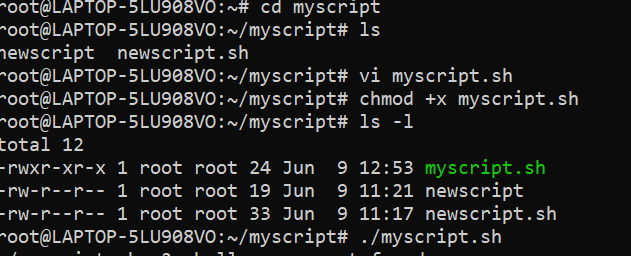 root@LAPTOP-5LU908VO:~# cd myscript
root@LAPTOP-5LU908VO:~/myscript# ls
newscript  newscript.sh
root@LAPTOP-5LU908VO:~/myscript# vi myscript.sh
root@LAPTOP-5LU908VO:~/myscript# chmod +x myscript.sh
root@LAPTOP-5LU908VO:~/myscript# ls -l
total 12
-rwxr-xr-x 1 root root 24 Jun  9 12:53 myscript.sh
-rw-r--r-- 1 root root 19 Jun  9 11:21 newscript
-rw-r--r-- 1 root root 33 Jun  9 11:17 newscript.sh
root@LAPTOP-5LU908VO:~/myscript# ./myscript.sh